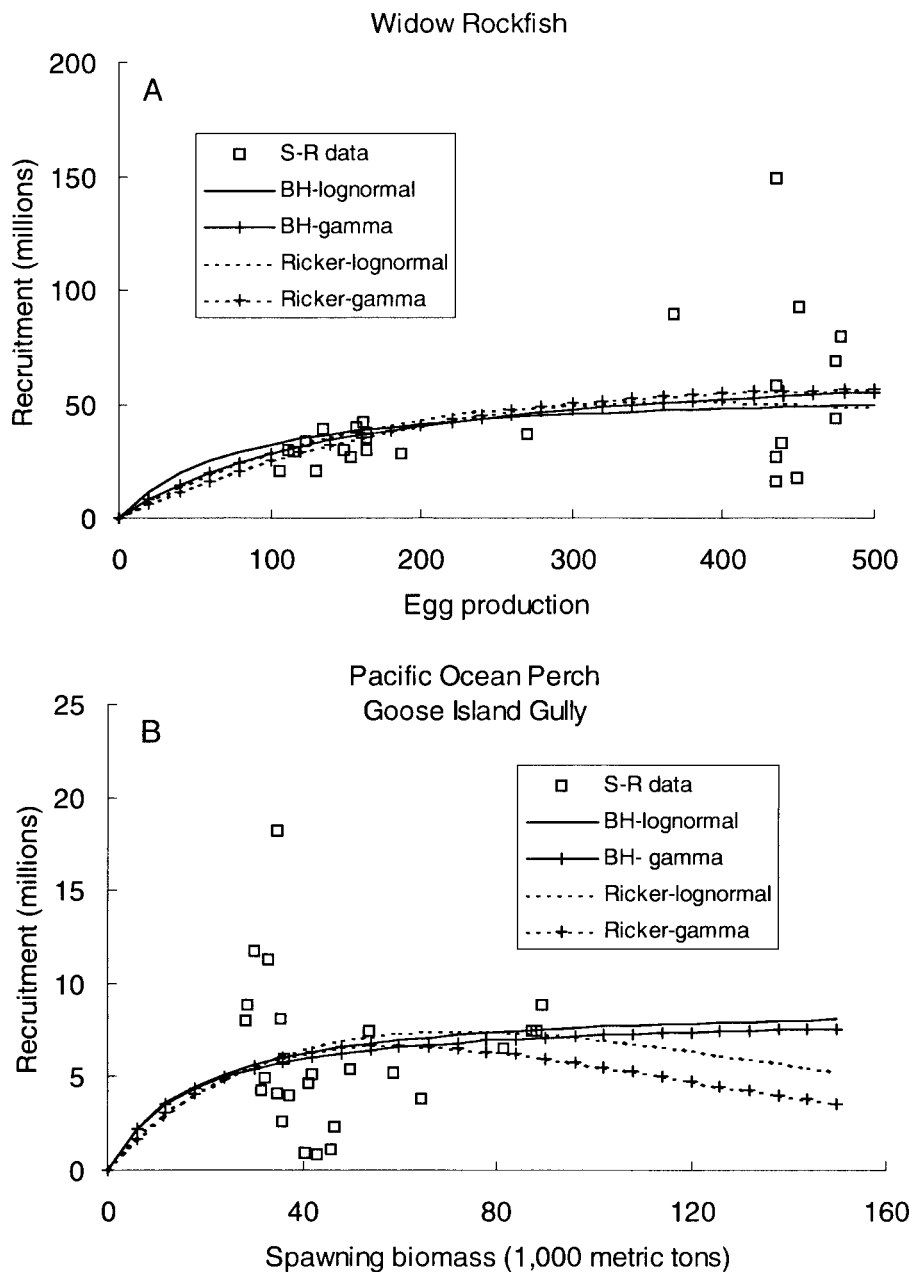 Widow Rockfish
A
200
150
100
50
0
Recruitment (millions)
S-R data
BH-lognormal
BH-gamma
Ricker-lognormal
Ricker-gamma
0 100 200 300 400 500
Egg production
Pacific Ocean Perch
Goose Island Gully
B
25
20
15
10
5
0
Recruitment (millions)
S-R data
BH-lognormal
BH- gamma
Ricker-lognormal
Ricker-gamma
0 40 80 120 160
Spawning biomass (1,000 metric tons)